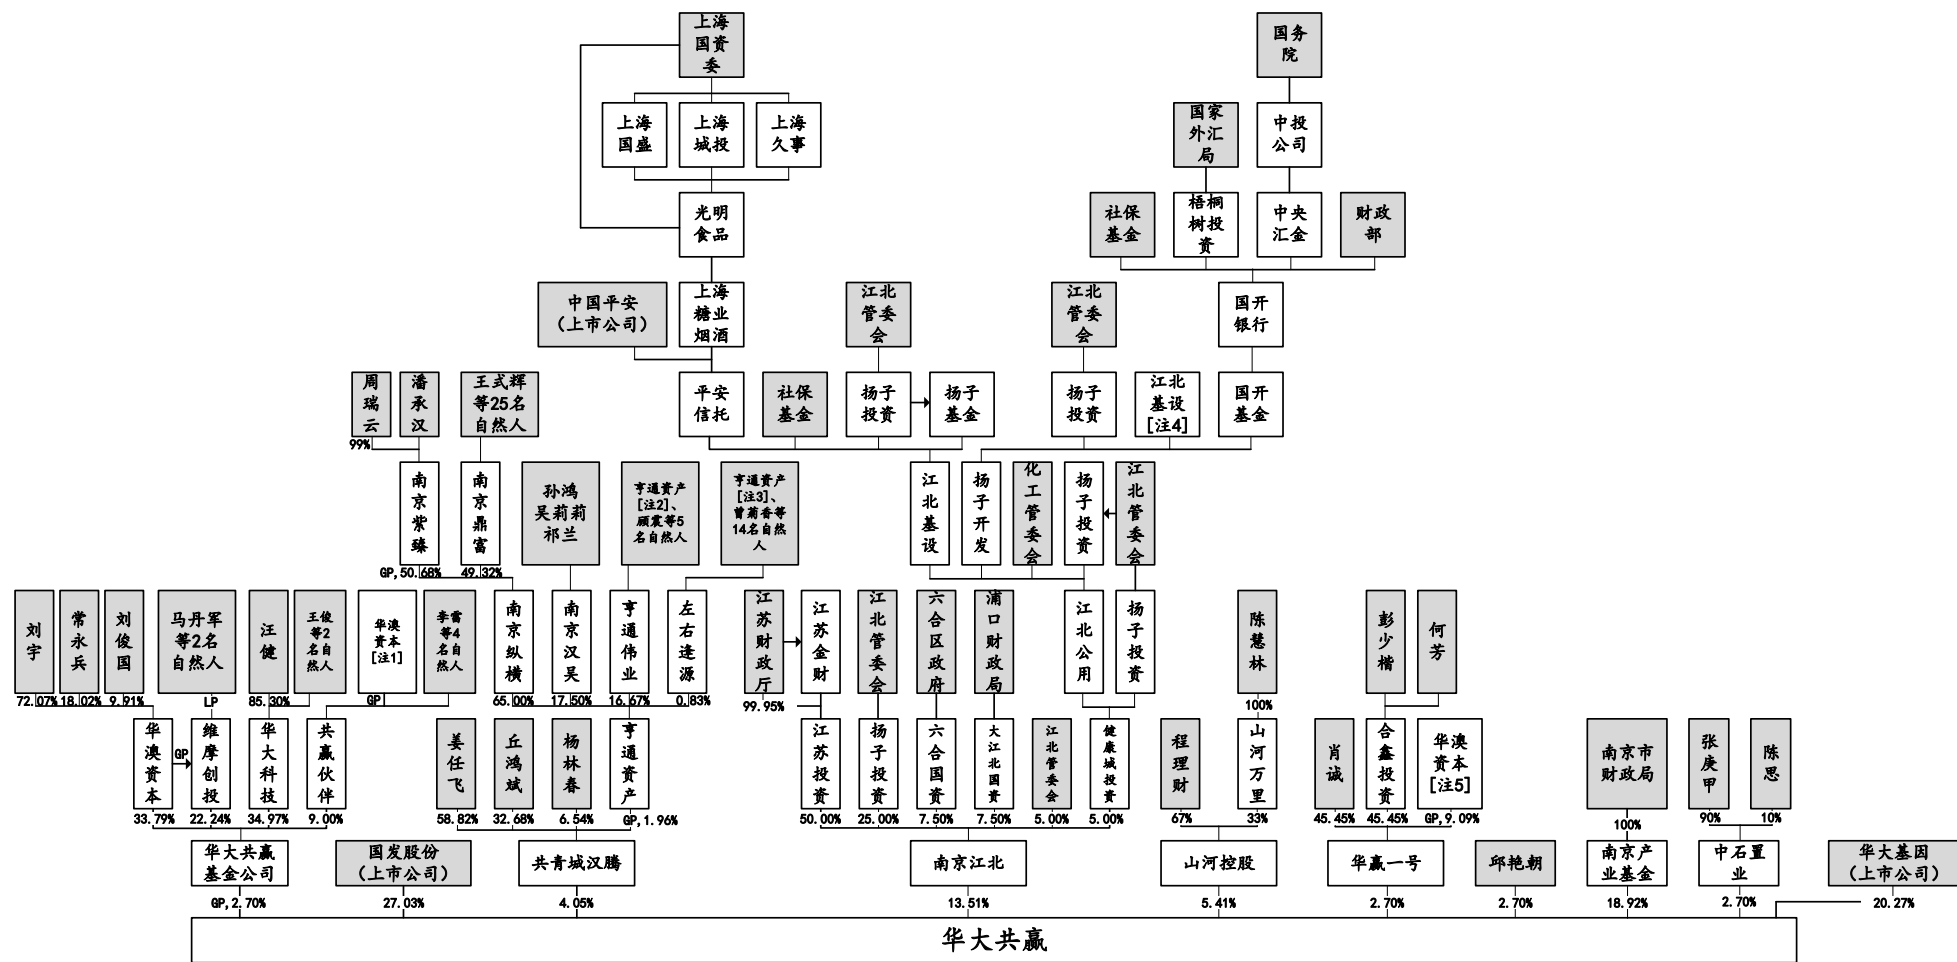 上海
国资
委
国务
院
上海
国盛
上海
城投
上海
久事
国家
外汇
局
中投
公司
光明
食品
社保
基金
梧桐
树投
资
中央
汇金
财政
部
中国平安
（上市公司）
上海
糖业
烟酒
江北
管委
会
江北
管委
会
国开
银行
周
瑞
云
潘
承
汉
王式辉
等25名
自然人
平安
信托
社保
基金
扬子
投资
扬子
基金
扬子
投资
江北
基设
[注4]
国开
基金
99%
南
京
紫
臻
南
京
鼎
富
孙鸿
吴莉莉
祁兰
亨通资产
[注2]、
顾震等5
名自然人
亨通资产
[注3]、
曾菊香等
14名自然
人
江
北
基
设
扬
子
开
发
化
工
管
委
会
扬
子
投
资
江
北
管
委
会
GP,50.68%
49.32%
刘
宇
常
永
兵
刘
俊
国
马丹军
等2名
自然人
汪
健
王俊
等2
名自
然人
华澳
资本
[注1]
李雷
等4
名自
然人
南
京
纵
横
南
京
汉
昊
亨
通
伟
业
左
右
逢
源
江
苏
财
政
厅
江
苏
金
财
江
北
管
委
会
六
合
区
政
府
浦
口
财
政
局
江
北
公
用
扬
子
投
资
陈
慧
林
彭
少
楷
何
芳
72.07%
18.02%
9.91%
LP
85.30%
GP
65.00%
17.50%
16.67%
0.83%
99.95%
100%
华
澳
资
本
GP
维
摩
创
投
华
大
科
技
共
赢
伙
伴
姜
任
飞
丘
鸿
斌
杨
林
春
亨
通
资
产
江
苏
投
资
扬
子
投
资
六
合
国
资
大
江
北
国
资
江
北
管
委
会
健
康
城
投
资
程
理
财
山
河
万
里
肖
诚
合
鑫
投
资
华澳
资本
[注5]
南京市
财政局
张
庚
甲
陈
思
33.79%
22.24%
34.97%
9.00%
58.82%
32.68%
6.54%
GP,1.96%
50.00%
25.00%
7.50%
7.50%
5.00%
5.00%
67%
33%
45.45%
45.45%
GP,9.09%
100%
90%
10%
华大共赢
基金公司
国发股份
（上市公司）
共青城汉腾
南京江北
山河控股
华赢一号
邱艳朝
南京产
业基金
中石置
业
华大基因
（上市公司）
GP,2.70%
27.03%
4.05%
13.51%
5.41%
2.70%
2.70%
18.92%
2.70%
20.27%
华大共赢